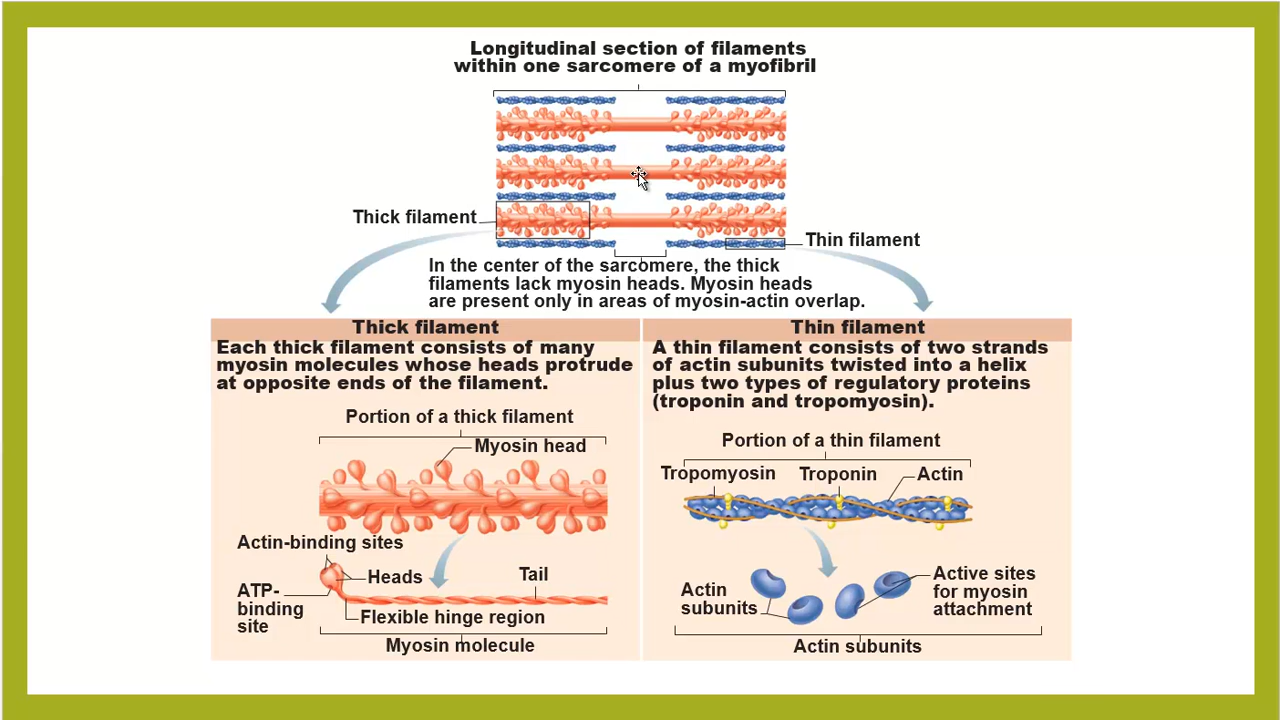 Longitudinal section of filaments
within one sarcomere of a myofibril
Thick filament
Thin filament
In the center of the sarcomere, the thick
filaments lack myosin heads. Myosin heads
are present only in areas of myosin-actin overlap.
Thick filament
Each thick filament consists of many
myosin molecules whose heads protrude
at opposite ends of the filament.
Portion of a thick filament
Myosin head
Actin-binding sites
Heads
Tail
ATP-
binding
site
Flexible hinge region
Myosin molecule
Thin filament
A thin filament consists of two strands
of actin subunits twisted into a helix
plus two types of regulatory proteins
(troponin and tropomyosin).
Portion of a thin filament
Tropomyosin
Troponin
Actin
Actin
subunits
Active sites
for myosin
attachment
Actin subunits